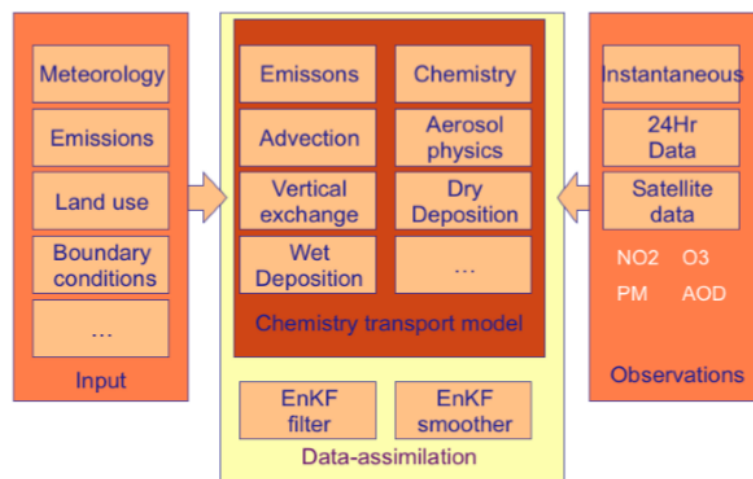 Meteorology
Emissions
Land use
Boundary
conditions
...
Input
Emissons
Chemistry
Advection
Aerosol
physics
Vertical
exchange
Dry
Deposition
Wet
Deposition
...
Chemistry transport model
EnKF
filter
EnKF
smoother
Data-assimilation
Instantaneous
24Hr
Data
Satellite
data
NO2 O3
PM AOD
Observations